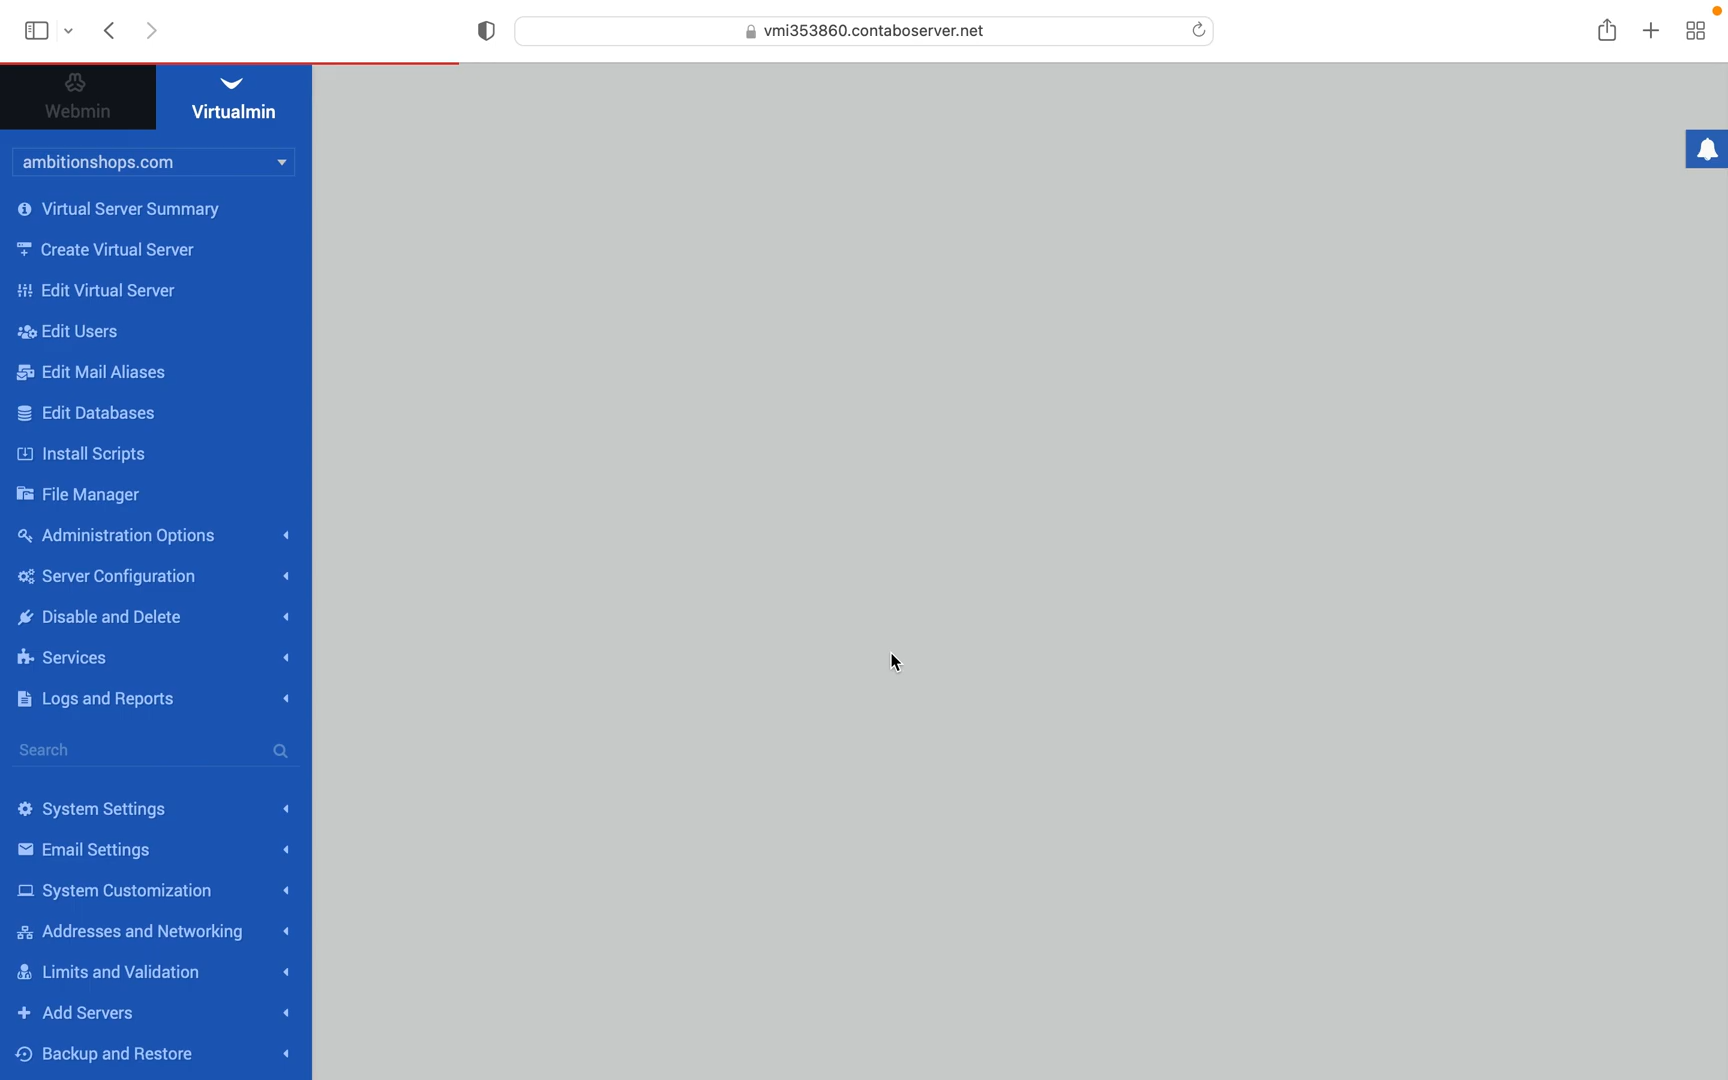 vmi353860.contaboserver.net
Webmin
Virtualmin
ambitionshops.com
Virtual Server Summary
Create Virtual Server
Edit Virtual Server
Edit Users
Edit Mail Aliases
Edit Databases
Install Scripts
File Manager
Administration Options
Server Configuration
Disable and Delete
Services
Logs and Reports
Search
System Settings
Email Settings
System Customization
Addresses and Networking
Limits and Validation
Add Servers
Backup and Restore